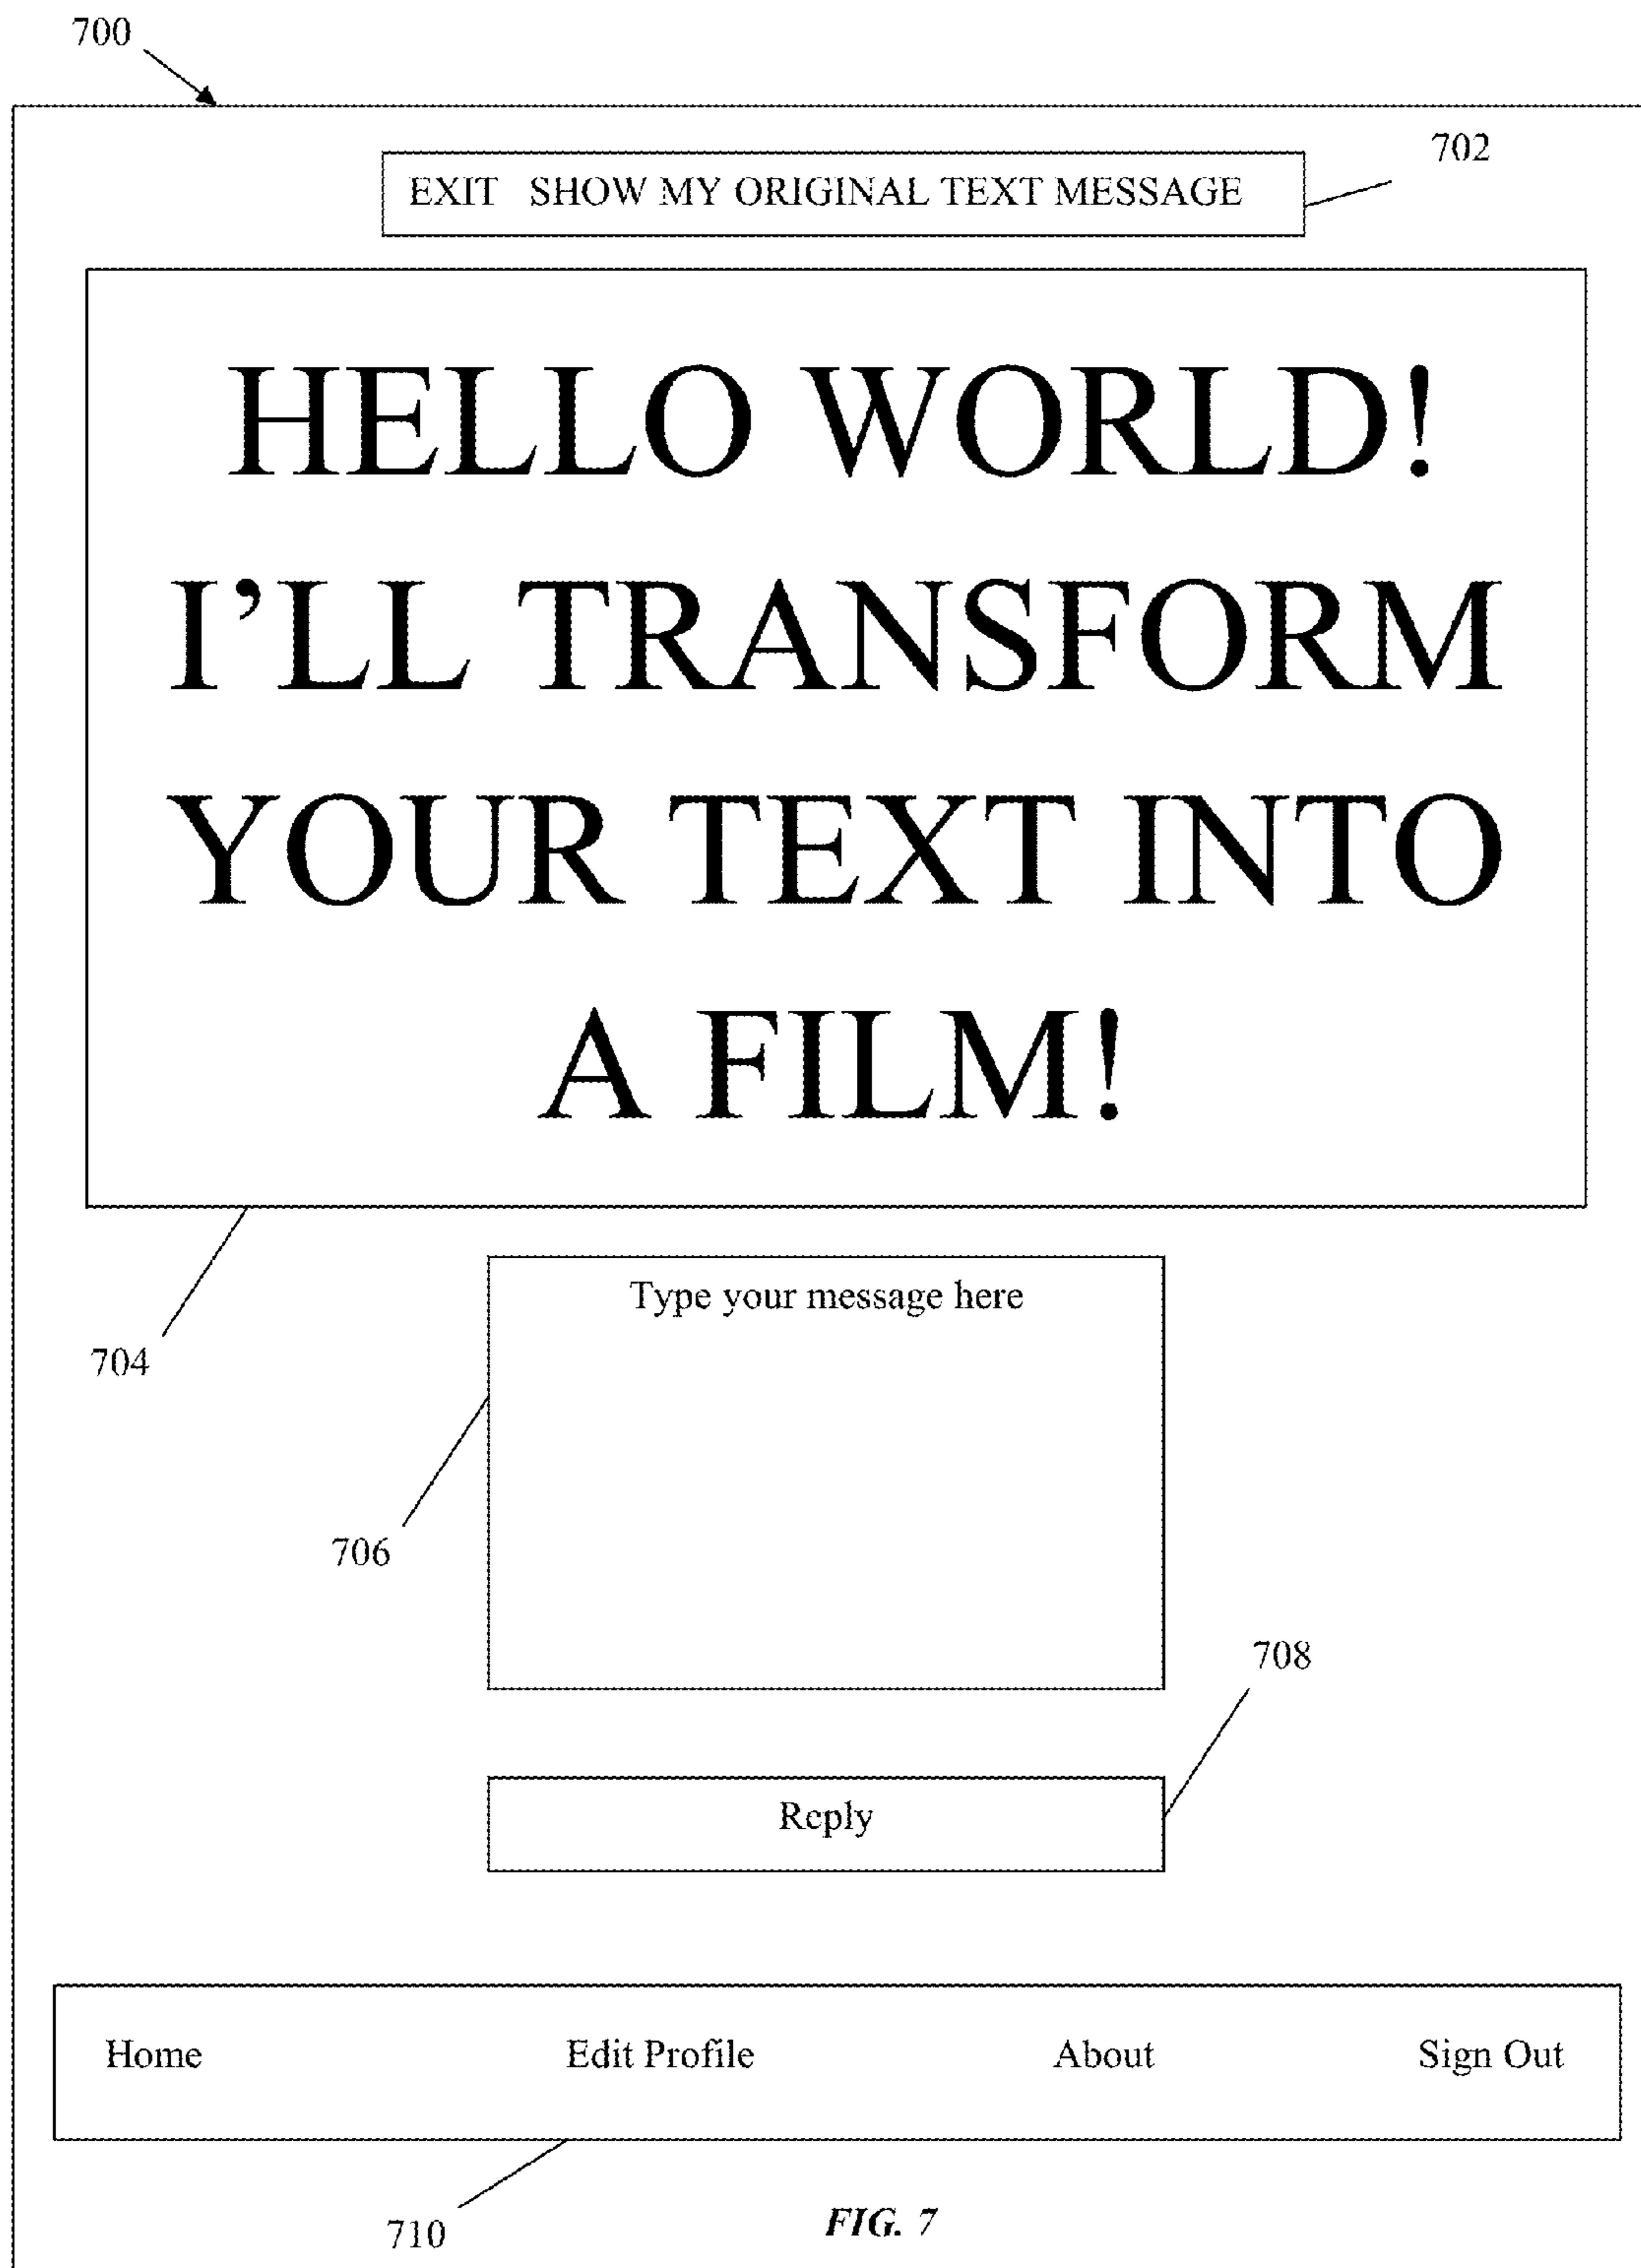 700
702
EXIT SHOW MY ORIGINAL TEXT MESSAGE
HELLO WORLD!
I’LL TRANSFORM
YOUR TEXT INTO
A FILM!
704
Type your message here
706
708
Reply
Home Edit Profile About Sign Out
710
FIG. 7